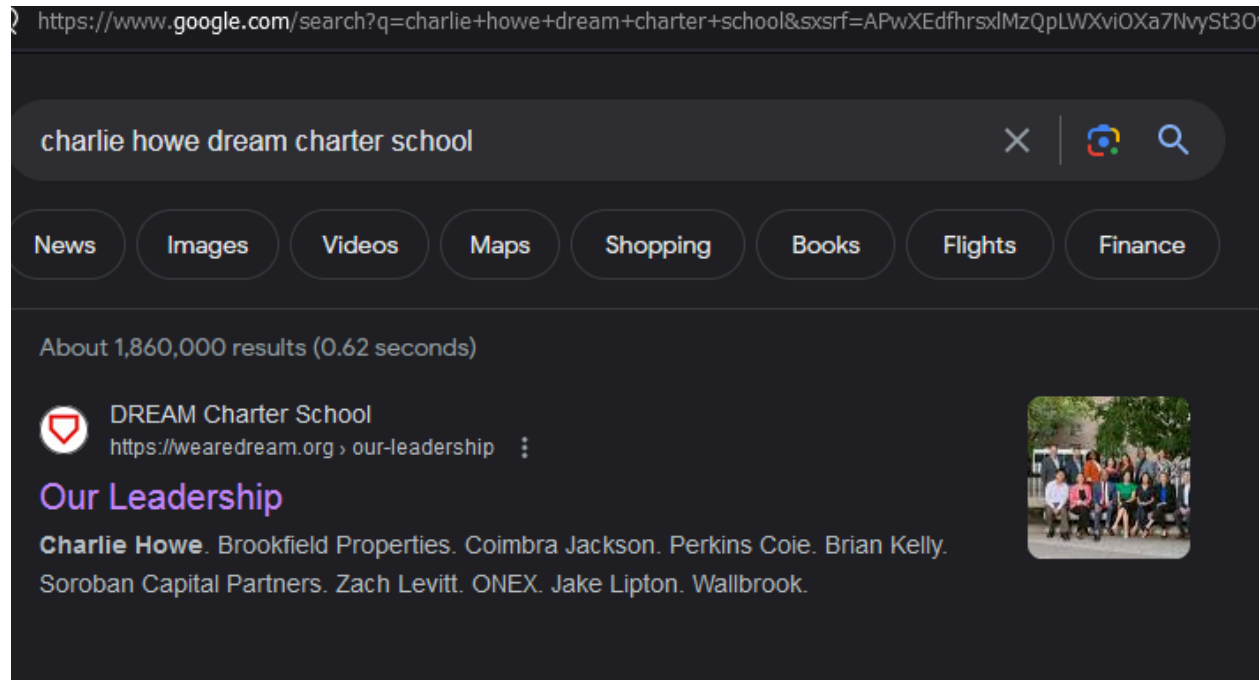 https://www.google.com/search?q=charlie+howe+dream+charter+school&sxsrf=APwXEdfhrsxlMzQpLWXviOXa7NvySt3O
charlie howe dream charter school
News Images Videos Maps Shopping Books Flights Finance
About 1,860,000 results (0.62 seconds)
DREAM Charter School
https://wearedream.org › our-leadership
Our Leadership
Charlie Howe. Brookfield Properties. Coimbra Jackson. Perkins Coie. Brian Kelly.
Soroban Capital Partners. Zach Levitt. ONEX. Jake Lipton. Wallbrook.